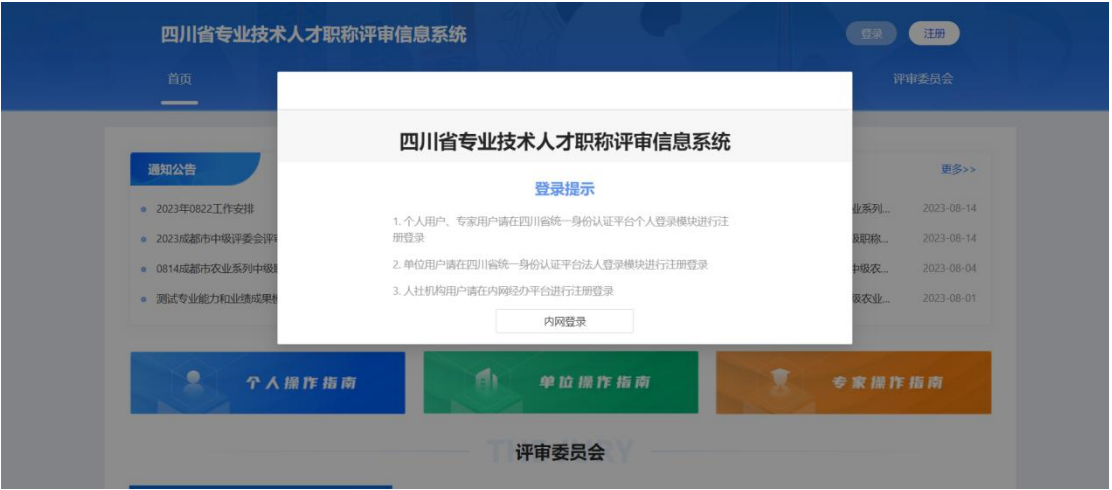 四川省专业技术人才职称评审信息系统
登录
注册
首页
评审委员会
四川省专业技术人才职称评审信息系统
登录提示
1. 个人用户、专家用户请在四川省统一身份认证平台个人登录模块进行注
册登录
2. 单位用户请在四川省统一身份认证平台法人登录模块进行注册登录
3. 人社机构用户请在内网经办平台进行注册登录
内网登录
通知公告
更多>>
2023年0822工作安排
业系列... 2023-08-14
2023成都市中级评委会评
级职称... 2023-08-14
0814成都市农业系列中级
中级农... 2023-08-04
测试专业能力和业绩成果
级农业... 2023-08-01
个人操作指南
单位操作指南
专家操作指南
评审委员会